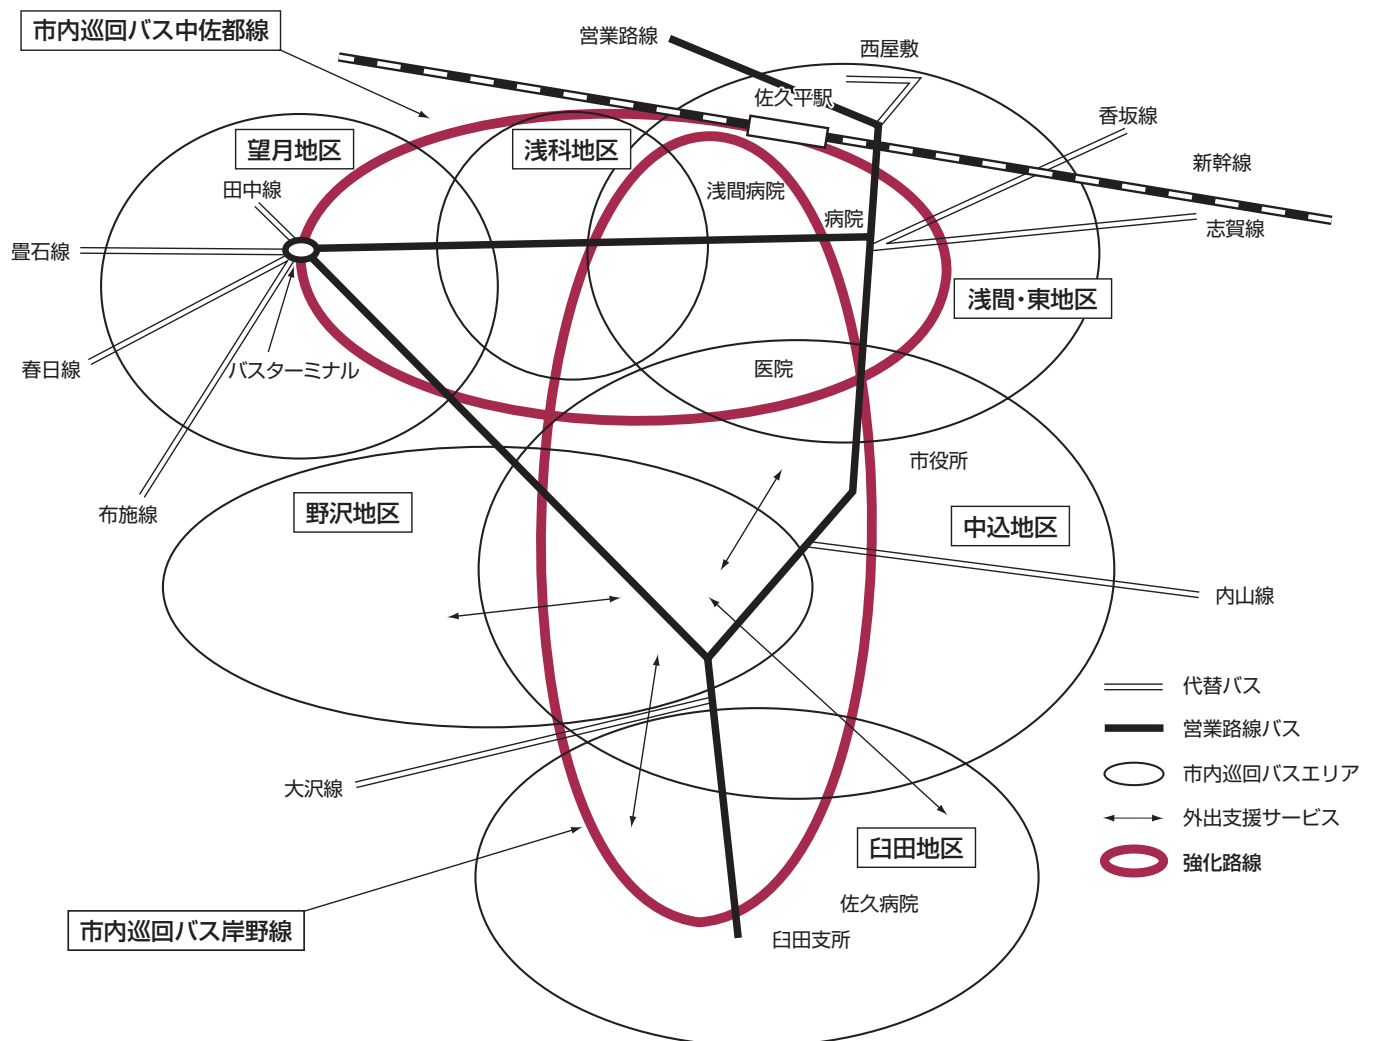 市内巡回バス中佐都線
営業路線
西屋敷
佐久平駅
香坂線
新幹線
望月地区
浅科地区
田中線
浅間病院
病院
志賀線
畳石線
浅間・東地区
春日線
バスターミナル
医院
市役所
野沢地区
中込地区
布施線
内山線
代替バス
営業路線バス
市内巡回バスエリア
外出支援サービス
強化路線
大沢線
臼田地区
佐久病院
市内巡回バス岸野線
臼田支所